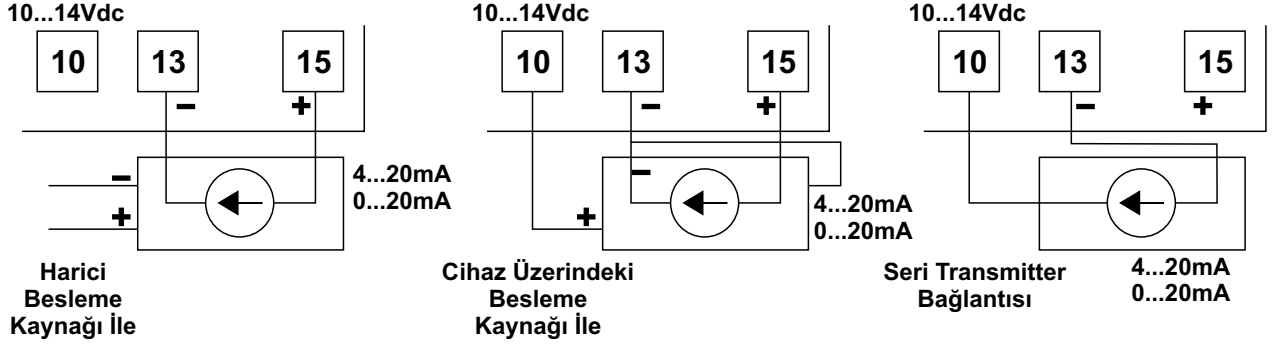 10...14Vdc
10 13 15
− +
−
+
4...20mA
0...20mA
Harici
Besleme
Kaynağı İle
10...14Vdc
10 13 15
− +
−
+
4...20mA
0...20mA
Cihaz Üzerindeki
Besleme
Kaynağı İle
10...14Vdc
10 13 15
− +
4...20mA
0...20mA
Seri Transmitter
Bağlantısı